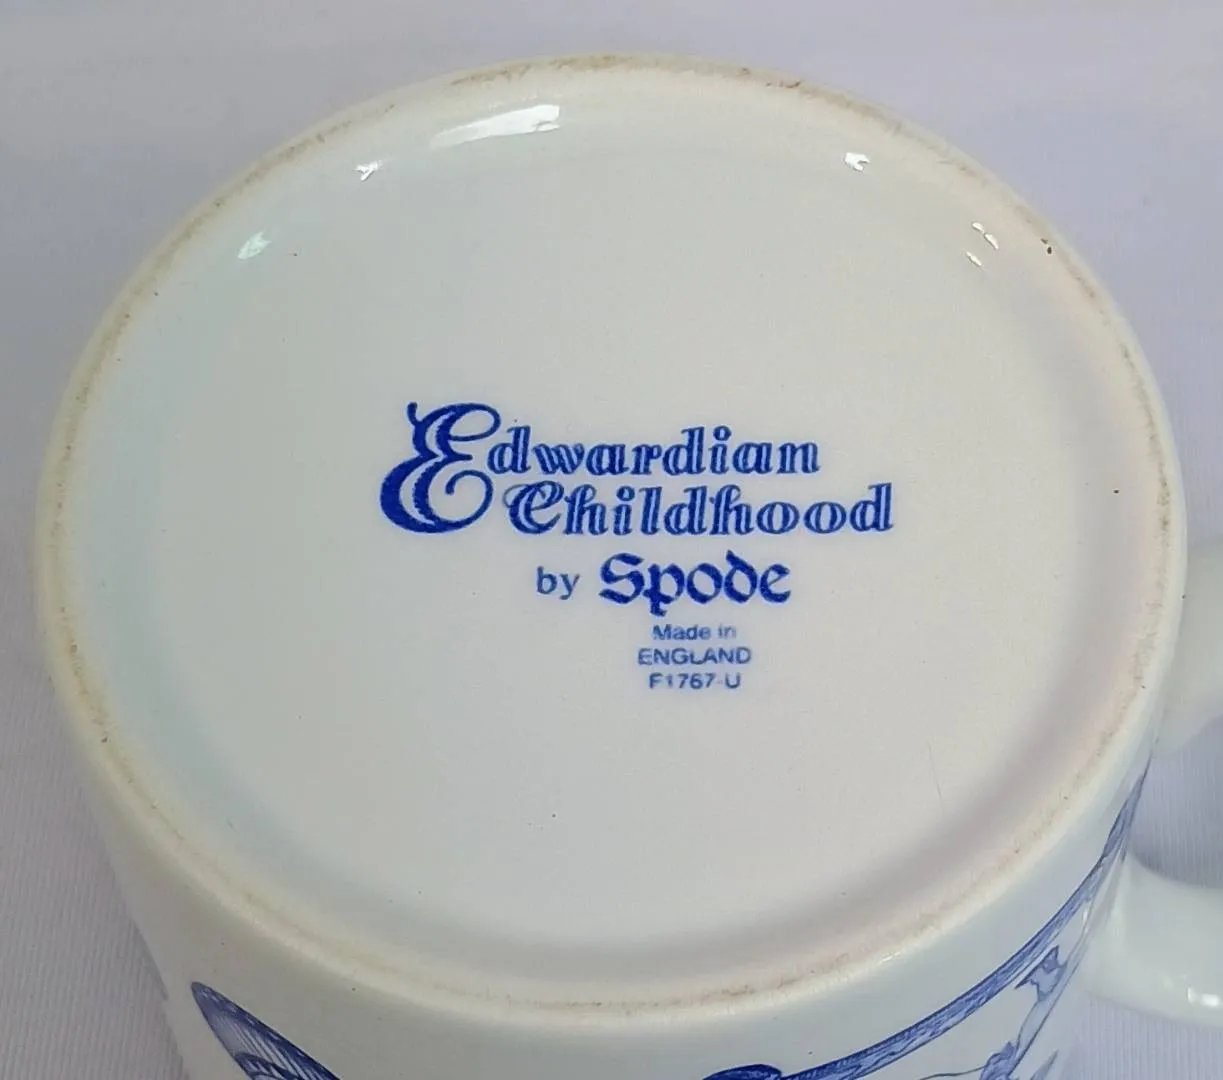 Edwardian
Childhood
by Spode
Made in
ENGLAND
F1767-U